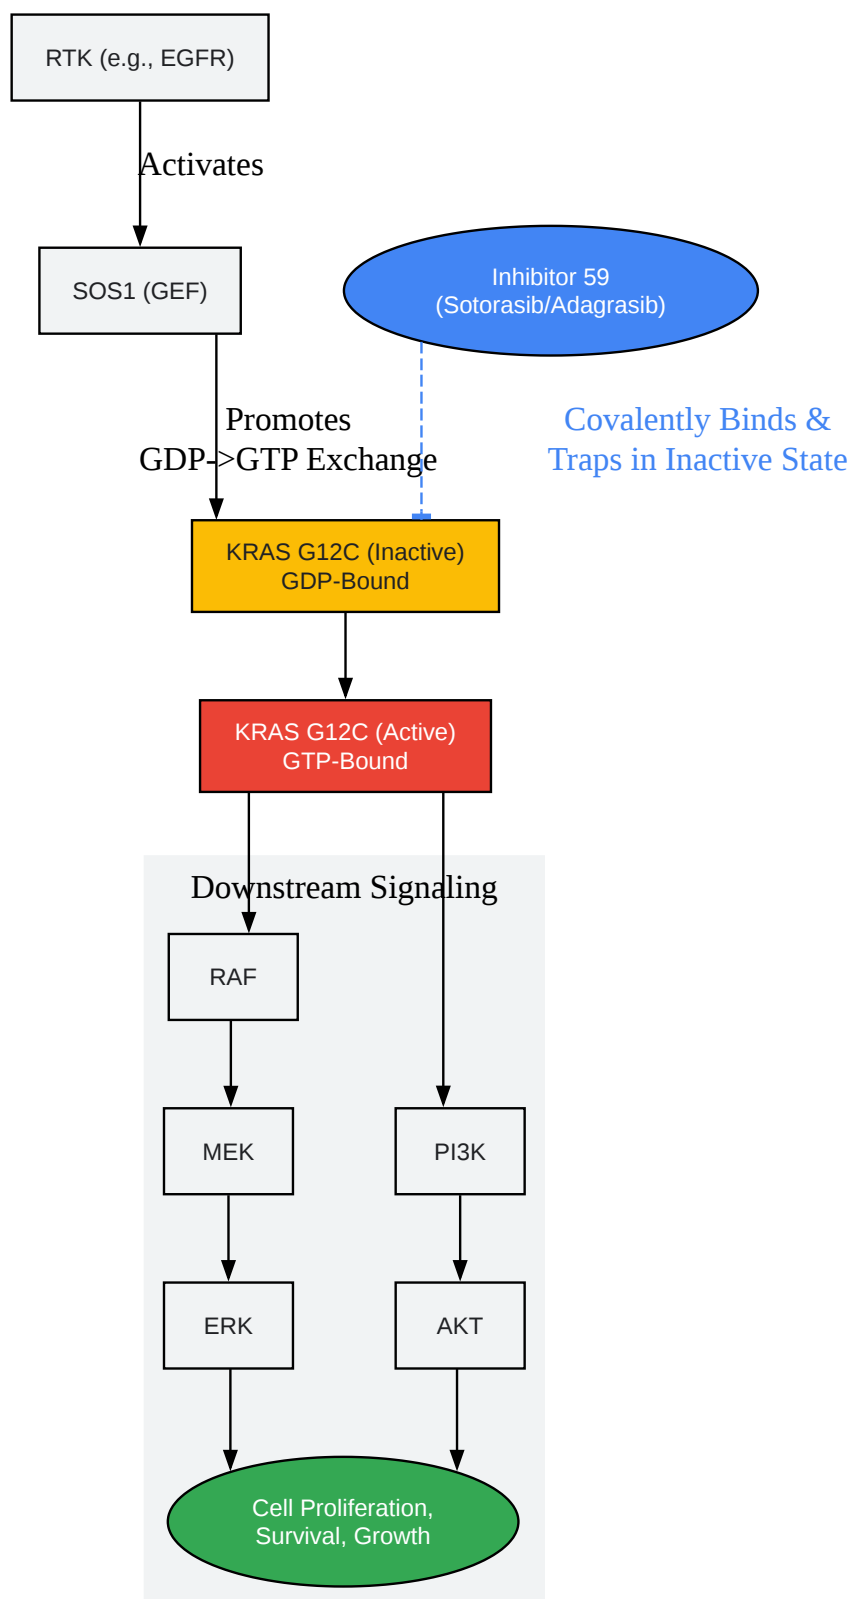 RTK (e.g., EGFR)
Activates
SOS1 (GEF)
Inhibitor 59
(Sotorasib/Adagrasib)
Promotes
GDP->GTP Exchange
Covalently Binds &
Traps in Inactive State
KRAS G12C (Inactive)
GDP-Bound
KRAS G12C (Active)
GTP-Bound
Downstream Signaling
RAF
MEK
PI3K
ERK
AKT
Cell Proliferation,
Survival, Growth